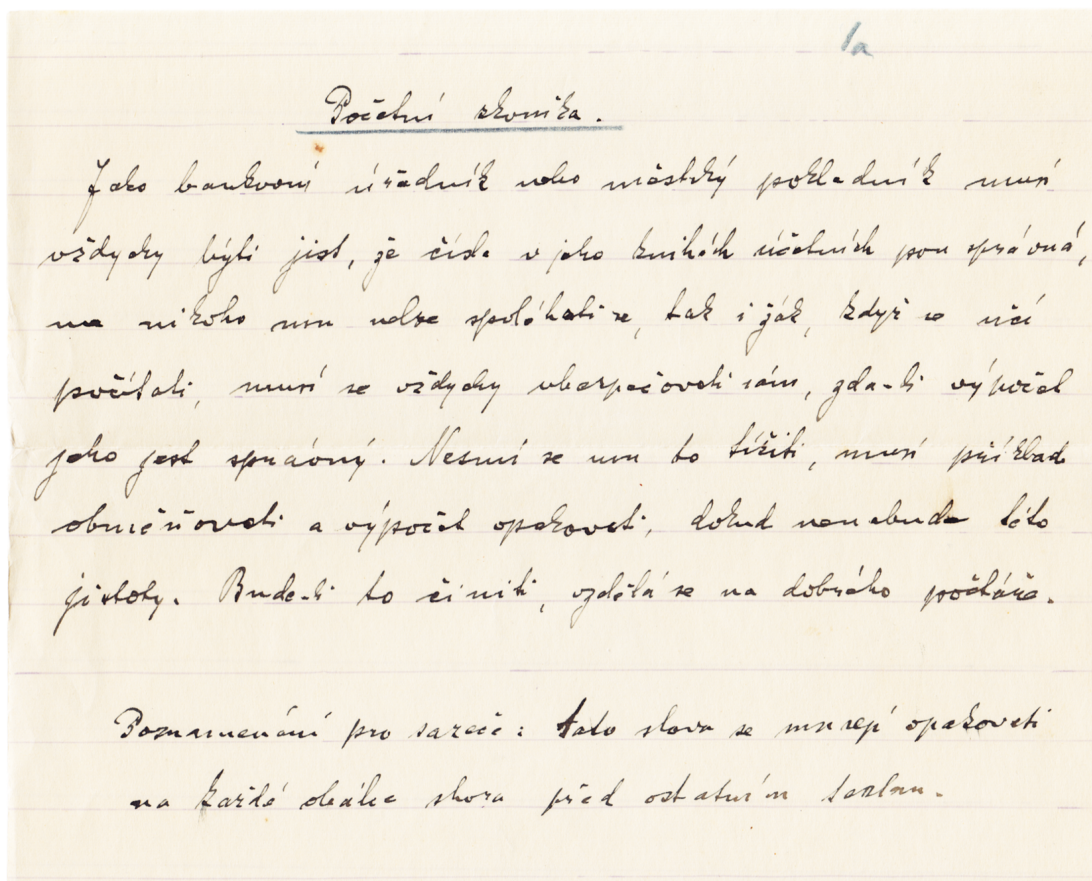 1a
Početní zkouška.
Jako bankovní úředník nebo městský pokladník musí
vždycky býti jist, že čísla v jeho knihách účetních jsou správná,
na nikoho mu nelze spoléhati se, tak i žák, když se učí
počítati, musí se vždycky ubezpečovati sám, zda-li výpočet
jeho jest správný. Nesmí se mu to tížiti, musí příklad
obměňovati a výpočet opakovati, dokud nenabude této
jistoty. Bude-li to činiti, vzdělá se na dobrého počtáře.
Poznamenání pro sazeče: tato slova se musejí opakovati
na každé obálce shora před ostatním textem.